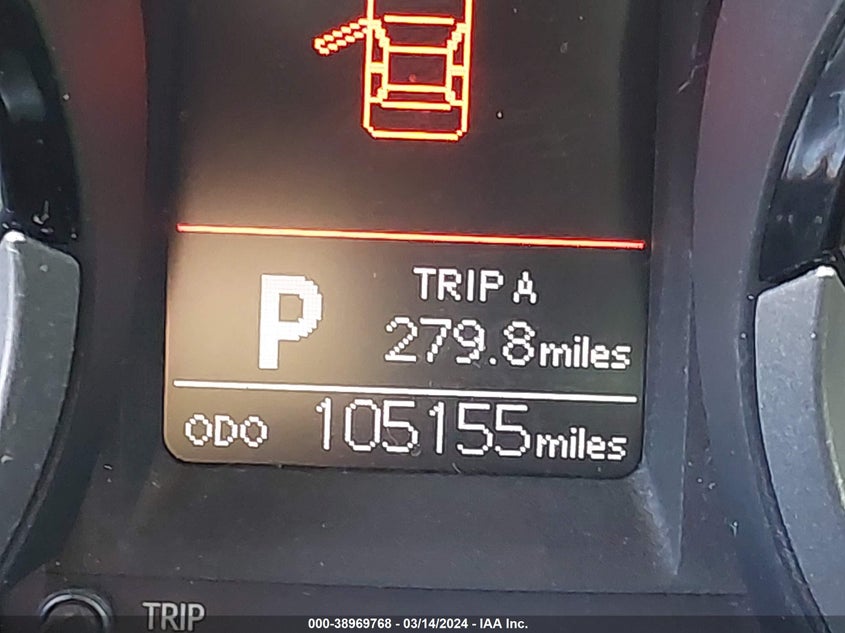 P
TRIP A
279.8 miles
ODO 105155 miles
TRIP
000-38969768 - 03/14/2024 - IAA Inc.